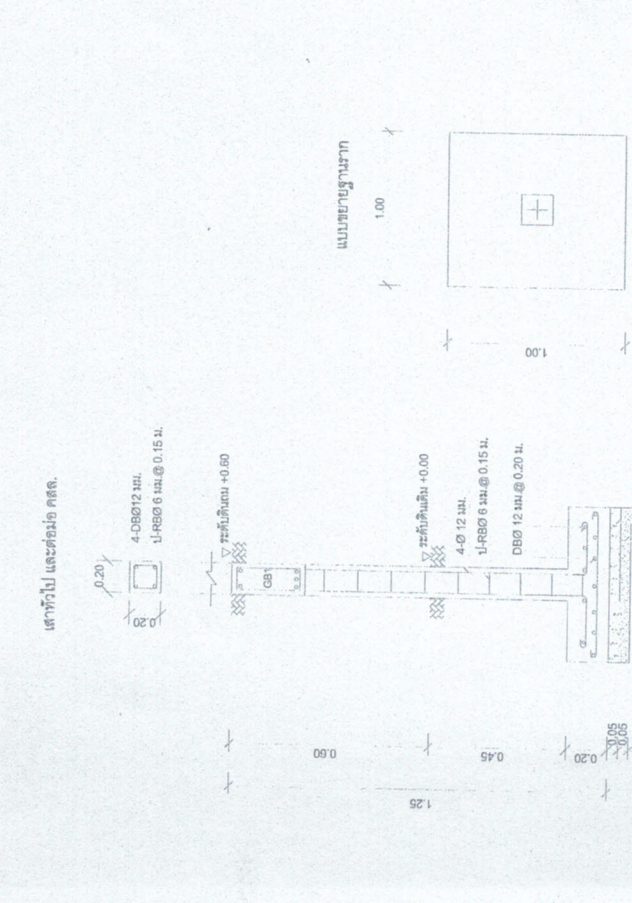 เสาทั่วไป และต่อม่อ คสล.
0.20
0.20
4-DBØ12 มม.
1ป-RBØ 6 มม.@ 0.15 ม.
ระดับดินถม +0.60
GB1
ระดับดินเดิม +0.00
4-Ø 12 มม.
1ป-RBØ 6 มม.@ 0.15 ม.
DBØ 12 มม.@ 0.20 ม.
0.60
0.45
0.20
0.05
0.05
1.25
แบบขยายฐานราก
1.00
1.00